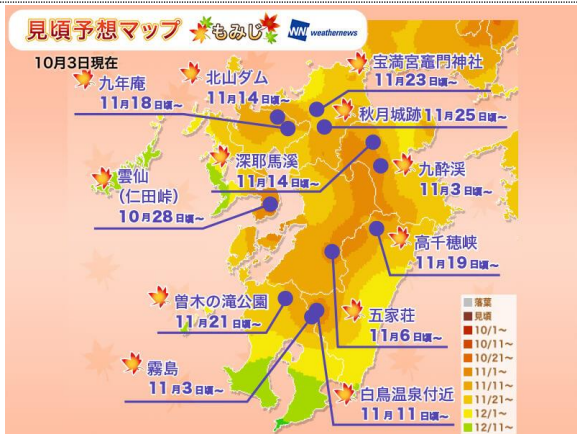 見頃予想マップ もみじ WNI weathernews
10月3日現在
九年庵
11月18日頃~
北山ダム
11月14日頃~
宝満宮竈門神社
11月23日頃~
秋月城跡 11月25日頃~
深耶馬溪
11月14日頃~
九酔渓
11月3日頃~
雲仙
(仁田峠)
10月28日頃~
高千穂峡
11月19日頃~
曽木の滝公園
11月21日頃~
五家荘
11月6日頃~
霧島
11月3日頃~
白鳥温泉付近
11月11日頃~
落葉
見頃
10/1~
10/11~
10/21~
11/1~
11/11~
11/21~
12/1~
12/11~